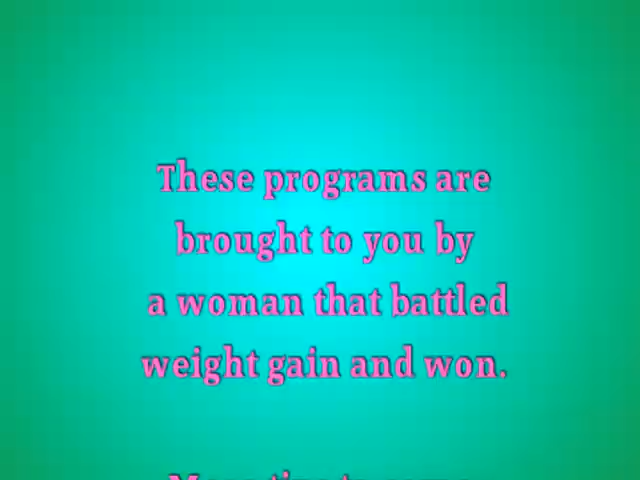 These programs are
brought to you by
a woman that battled
weight gain and won.